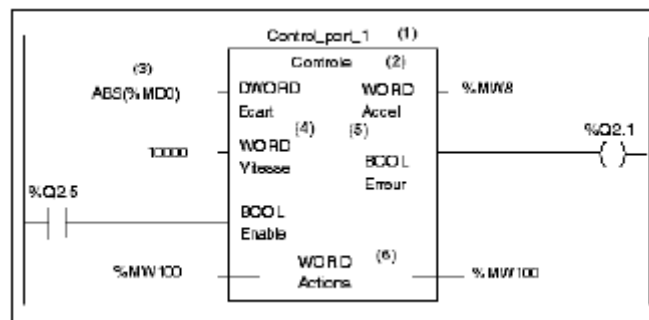 Control_part_1 (1)
Controle (2)
(3)
ABS(%MD0)
DWORD WORD
Ecart Accel
%MW8
(4) (5)
10000
WORD
Vitesse
BOOL
Erreur
%Q2.1
%Q2.5
BOOL
Enable
%MW100
WORD (6)
Actions
%MW100